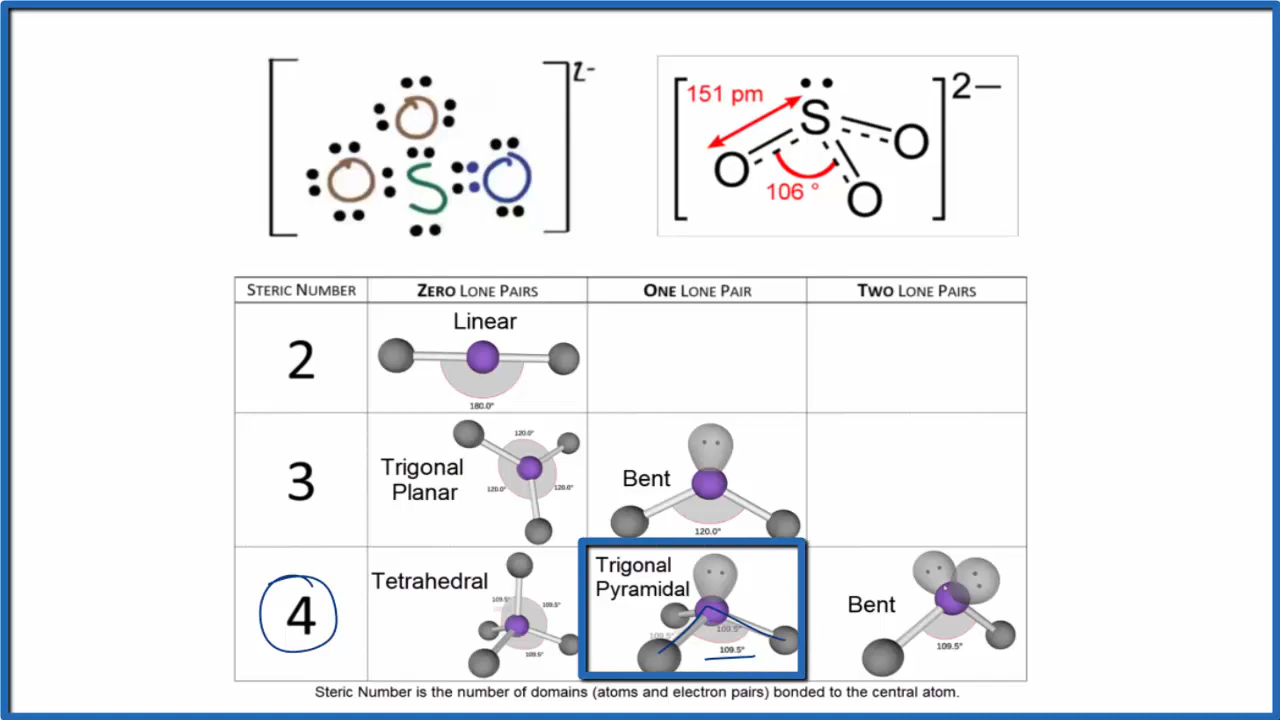 2-
O
O S O
151 pm
S
2—
O
O
O
106 °
STERIC NUMBER ZERO LONE PAIRS ONE LONE PAIR TWO LONE PAIRS
2
Linear
180.0°
3
Trigonal
Planar
120.0°
120.0°
120.0°
Bent
120.0°
4
Tetrahedral
109.5°
109.5°
109.5°
Trigonal
Pyramidal
109.5°
109.5°
109.5°
Bent
109.5°
Steric Number is the number of domains (atoms and electron pairs) bonded to the central atom.